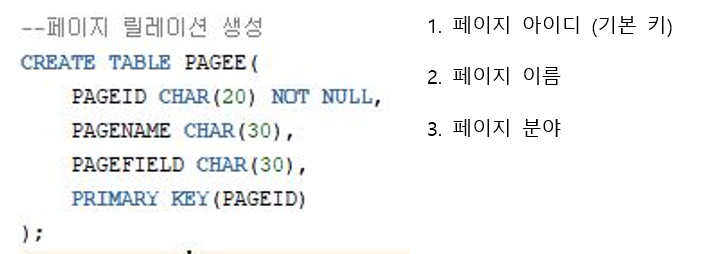 --페이지 릴레이션 생성
CREATE TABLE PAGEE(
PAGEID CHAR(20) NOT NULL,
PAGENAME CHAR(30),
PAGEFIELD CHAR(30),
PRIMARY KEY(PAGEID)
);
1. 페이지 아이디 (기본 키)
2. 페이지 이름
3. 페이지 분야